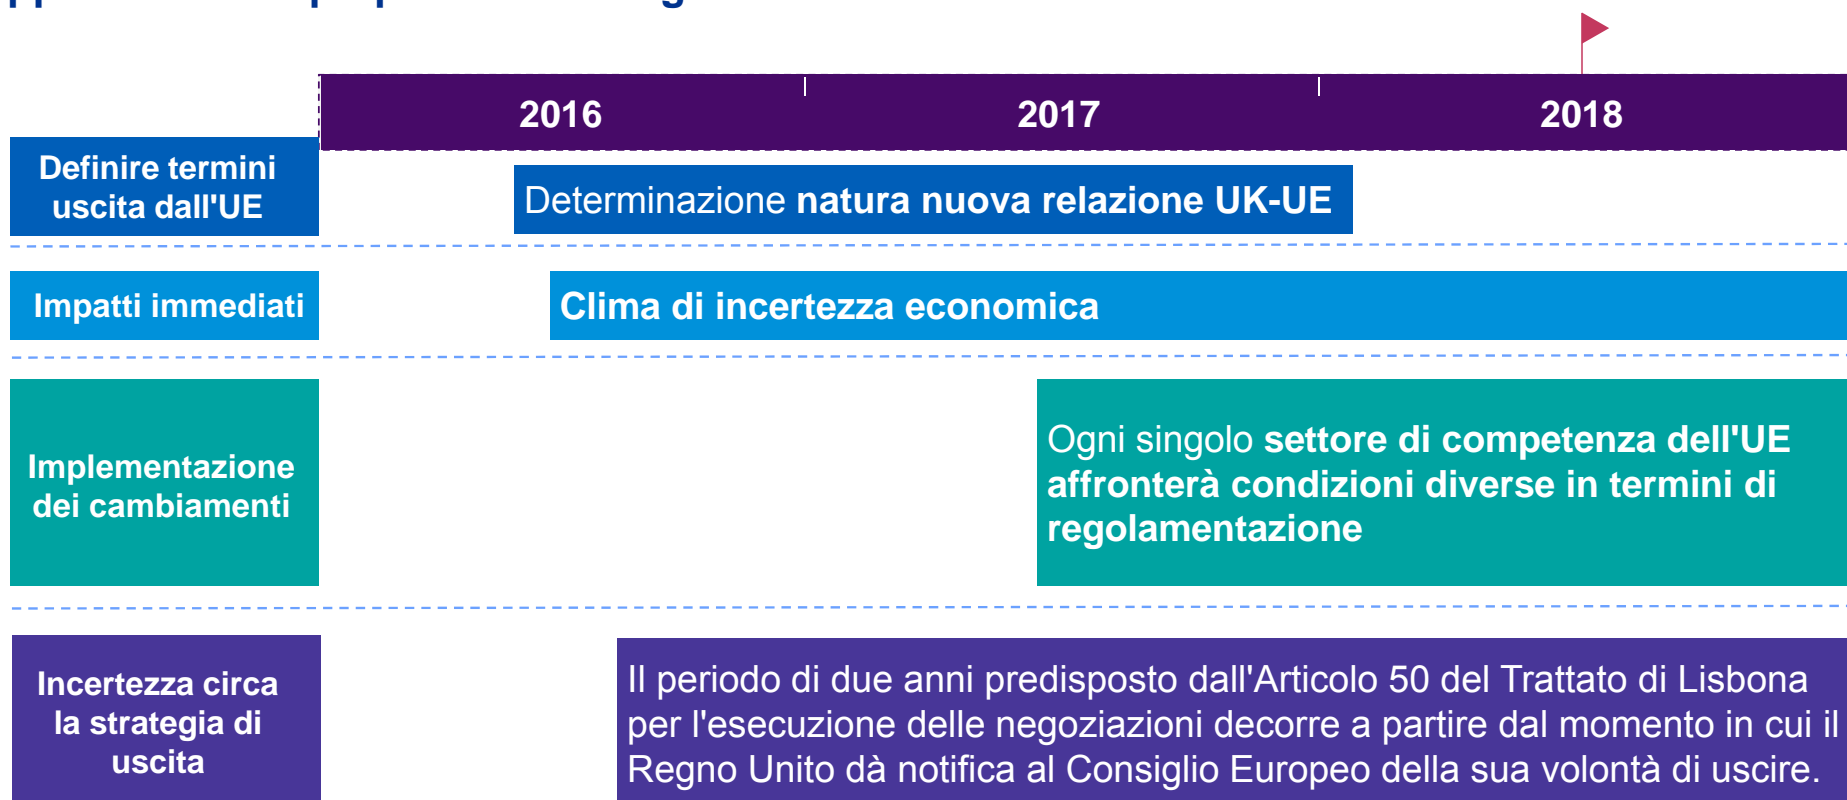 2016
2017
2018
Definire termini
uscita dall'UE
Determinazione natura nuova relazione UK-UE
Impatti immediati
Clima di incertezza economica
Implementazione
dei cambiamenti
Ogni singolo settore di competenza dell'UE
affronterà condizioni diverse in termini di
regolamentazione
Incertezza circa
la strategia di
uscita
Il periodo di due anni predisposto dall'Articolo 50 del Trattato di Lisbona
per l'esecuzione delle negoziazioni decorre a partire dal momento in cui il
Regno Unito dà notifica al Consiglio Europeo della sua volontà di uscire.